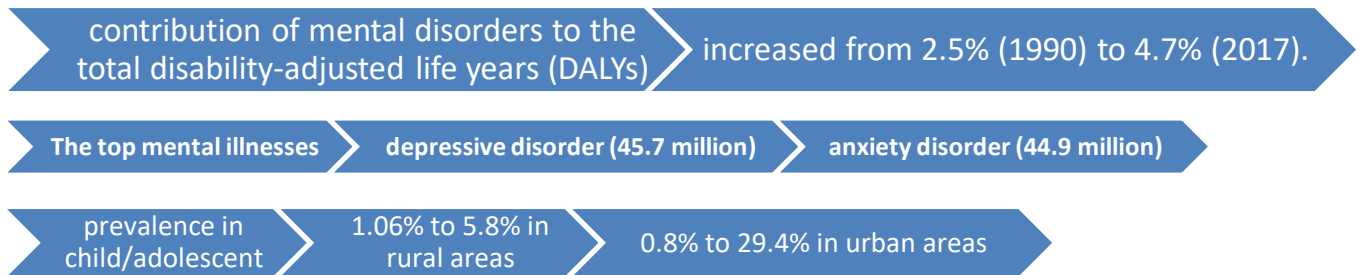 contribution of mental disorders to the
total disability-adjusted life years (DALYs)
increased from 2.5% (1990) to 4.7% (2017).
The top mental illnesses
depressive disorder (45.7 million)
anxiety disorder (44.9 million)
prevalence in
child/adolescent
1.06% to 5.8% in
rural areas
0.8% to 29.4% in urban areas